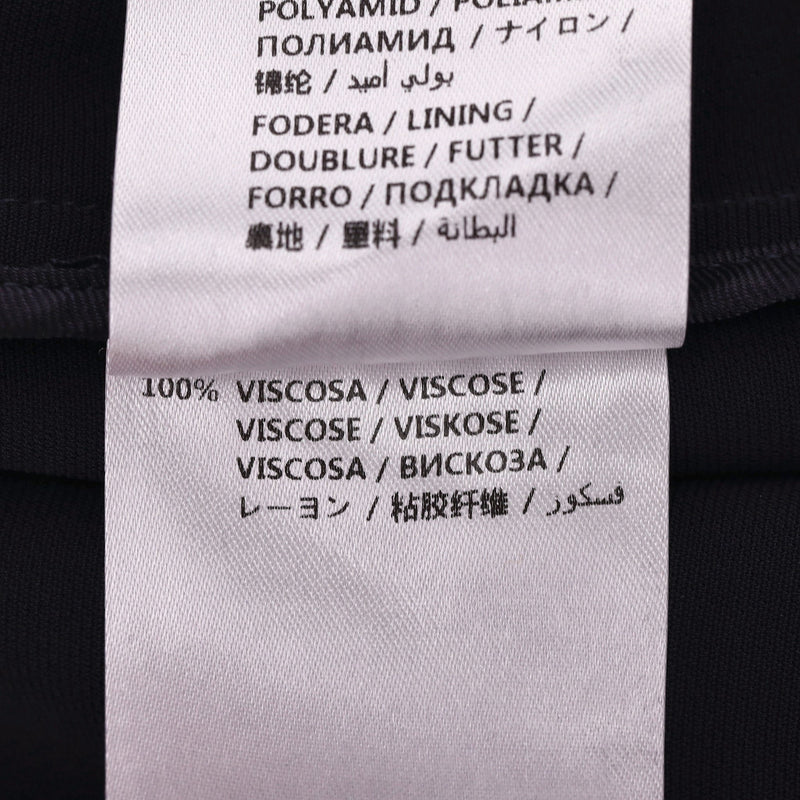 POLYAMID /
ПОЛИАМИД / ナイロン /
锦纶 / بولي أميد
FODERA / LINING /
DOUBLURE / FUTTER /
FORRO / ПОДКЛАДКА /
裏地 / 里料 / البطانة
100% VISCOSA / VISCOSE /
VISCOSE / VISKOSE /
VISCOSA / ВИСКОЗА /
レーヨン / 粘胶纤维 / فسكوز